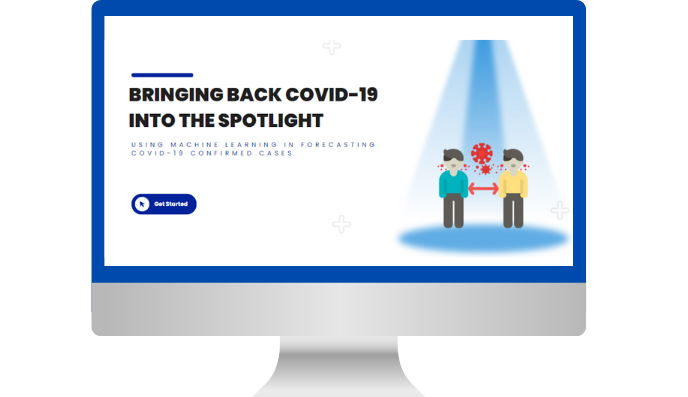 BRINGING BACK COVID-19
INTO THE SPOTLIGHT
USING MACHINE LEARNING IN FORECASTING
COVID-19 CONFIRMED CASES
Get Started